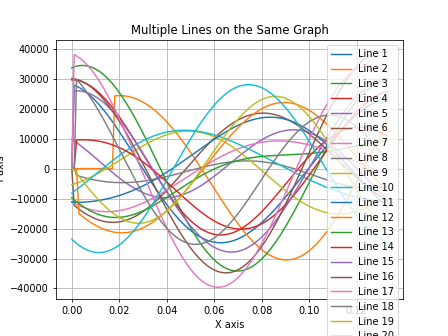 Multiple Lines on the Same Graph
40000
30000
20000
10000
0
−10000
−20000
−30000
−40000
0.00
0.02
0.04
0.06
0.08
0.10
X axis
Line 1
Line 2
Line 3
Line 4
Line 5
Line 6
Line 7
Line 8
Line 9
Line 10
Line 11
Line 12
Line 13
Line 14
Line 15
Line 16
Line 17
Line 18
Line 19
Line 20